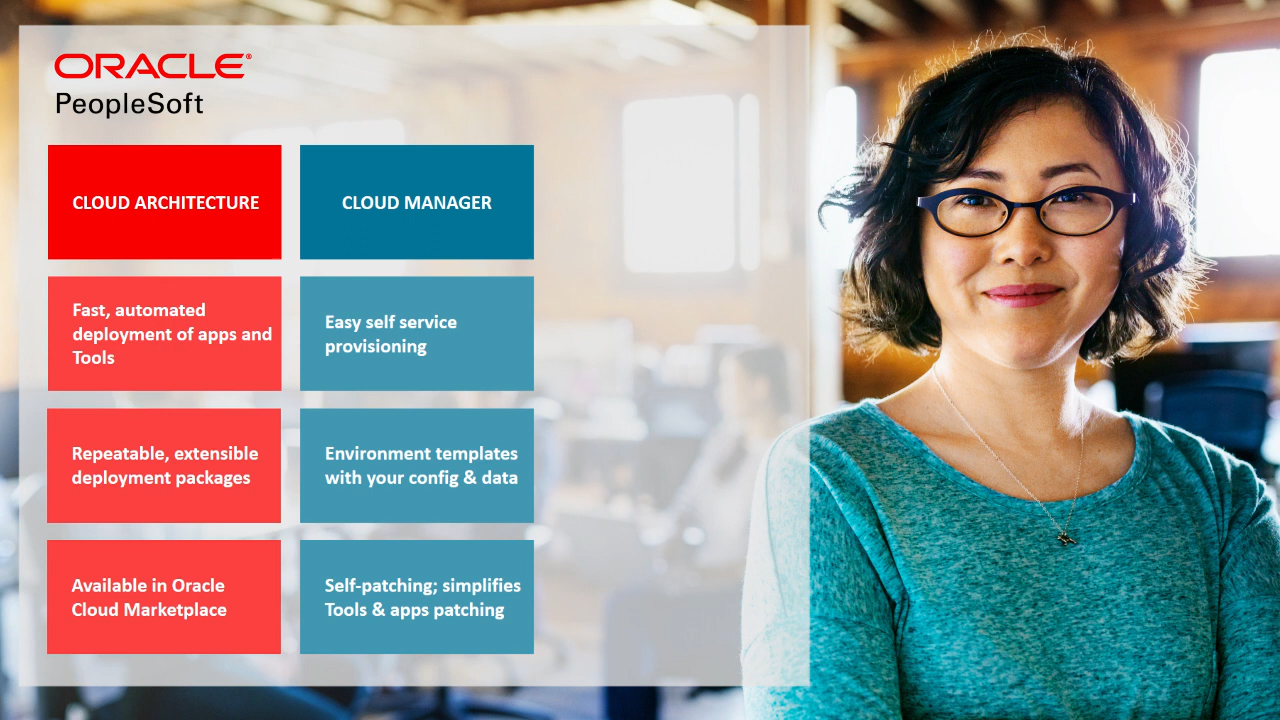 ORACLE®
PeopleSoft
CLOUD ARCHITECTURE
Fast, automated
deployment of apps and
Tools
Repeatable, extensible
deployment packages
Available in Oracle
Cloud Marketplace
CLOUD MANAGER
Easy self service
provisioning
Environment templates
with your config & data
Self-patching; simplifies
Tools & apps patching